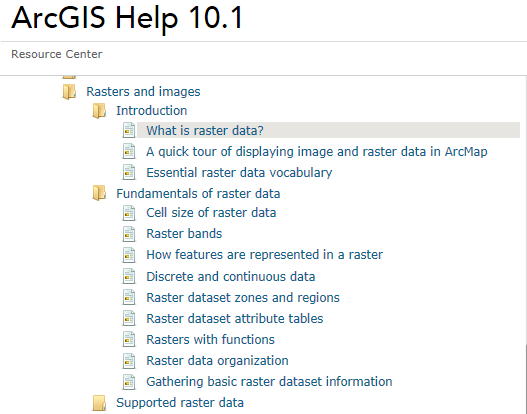 ArcGIS Help 10.1
Resource Center
Rasters and images
Introduction
What is raster data?
A quick tour of displaying image and raster data in ArcMap
Essential raster data vocabulary
Fundamentals of raster data
Cell size of raster data
Raster bands
How features are represented in a raster
Discrete and continuous data
Raster dataset zones and regions
Raster dataset attribute tables
Rasters with functions
Raster data organization
Gathering basic raster dataset information
Supported raster data